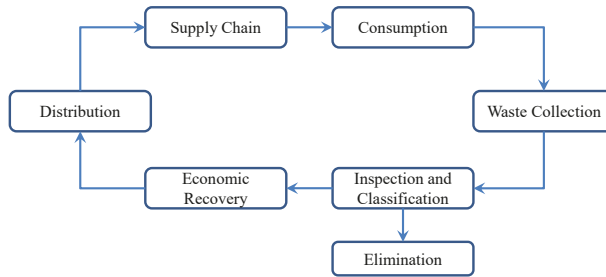 Supply Chain
Consumption
Distribution
Waste Collection
Economic
Recovery
Inspection and
Classification
Elimination